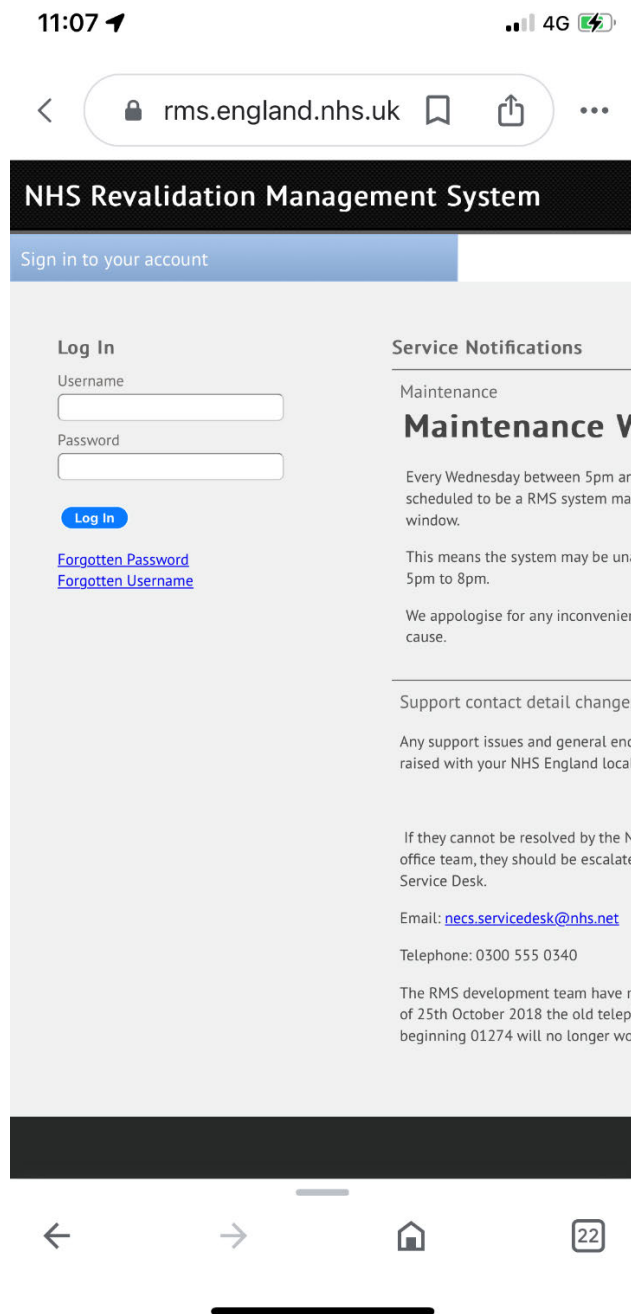 11:07
4G
rms.england.nhs.uk
NHS Revalidation Management System
Sign in to your account
Log In
Username
Password
Log In
Forgotten Password
Forgotten Username
Service Notifications
Maintenance
Maintenance
Every Wednesday between 5pm
scheduled to be a RMS system
window.
This means the system may be
5pm to 8pm.
We appologise for any
cause.
Support contact detail change
Any support issues and general
raised with your NHS England
If they cannot be resolved by the
office team, they should be
Service Desk.
Email: necs.servicedesk@nhs.net
Telephone: 0300 555 0340
The RMS development team have
of 25th October 2018 the old
beginning 01274 will no longer
22